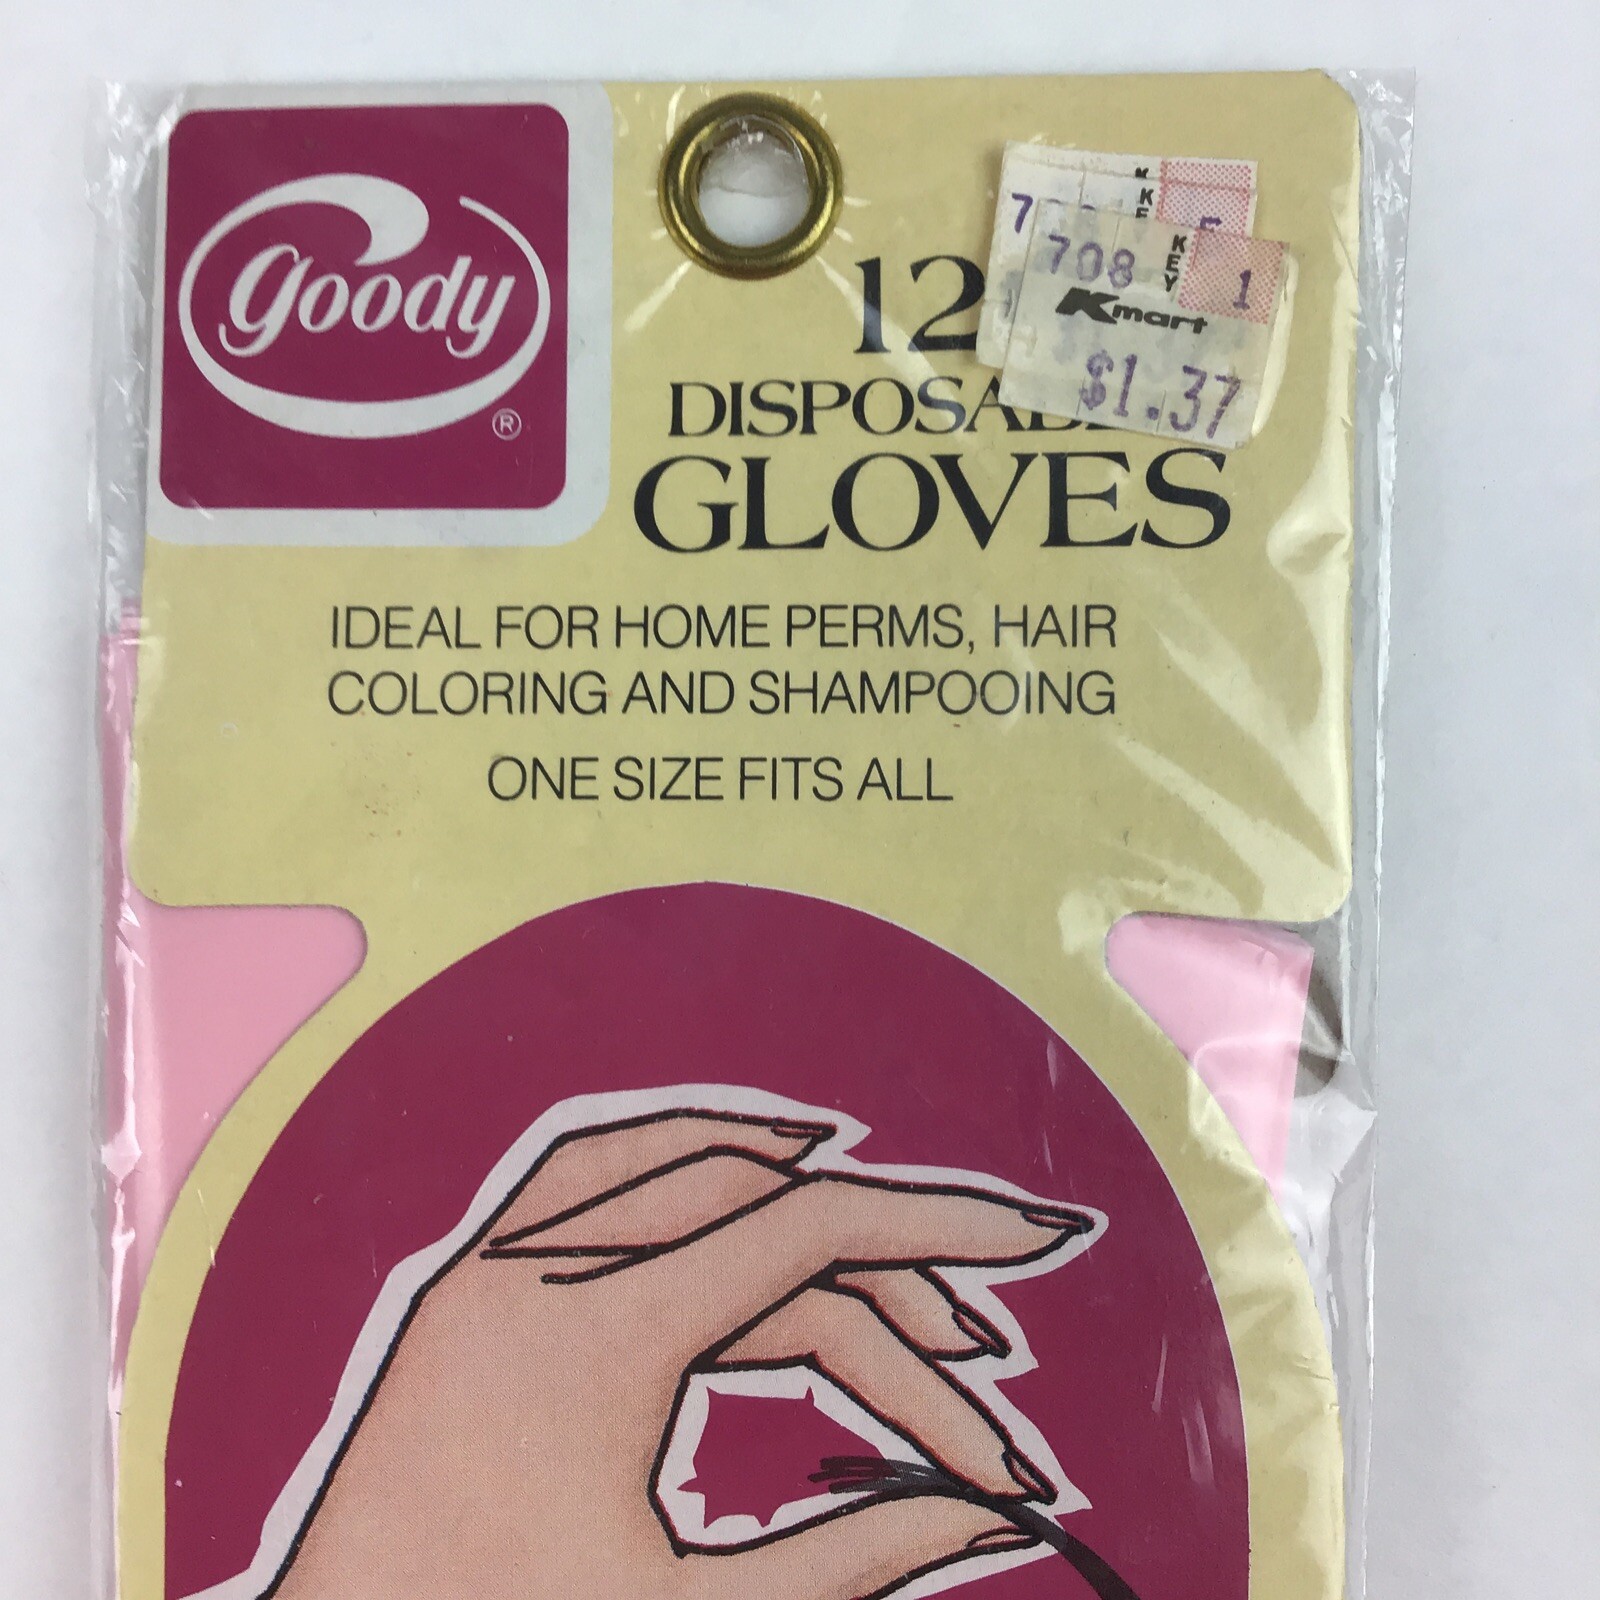 goody
®
12
DISPOSABLE
GLOVES
708 KEY 1
Kmart
$1.37
IDEAL FOR HOME PERMS, HAIR
COLORING AND SHAMPOOING
ONE SIZE FITS ALL